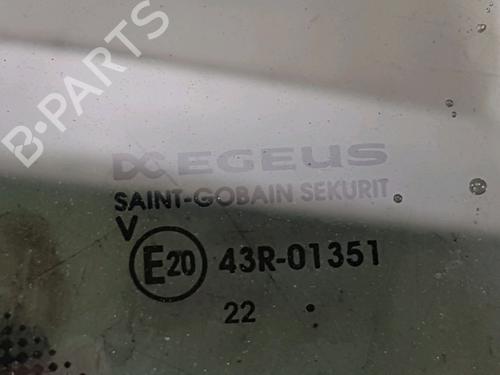 B-PARTS
EGEUS
SAINT-GOBAIN SEKURIT
V
E20 43R-01351
22